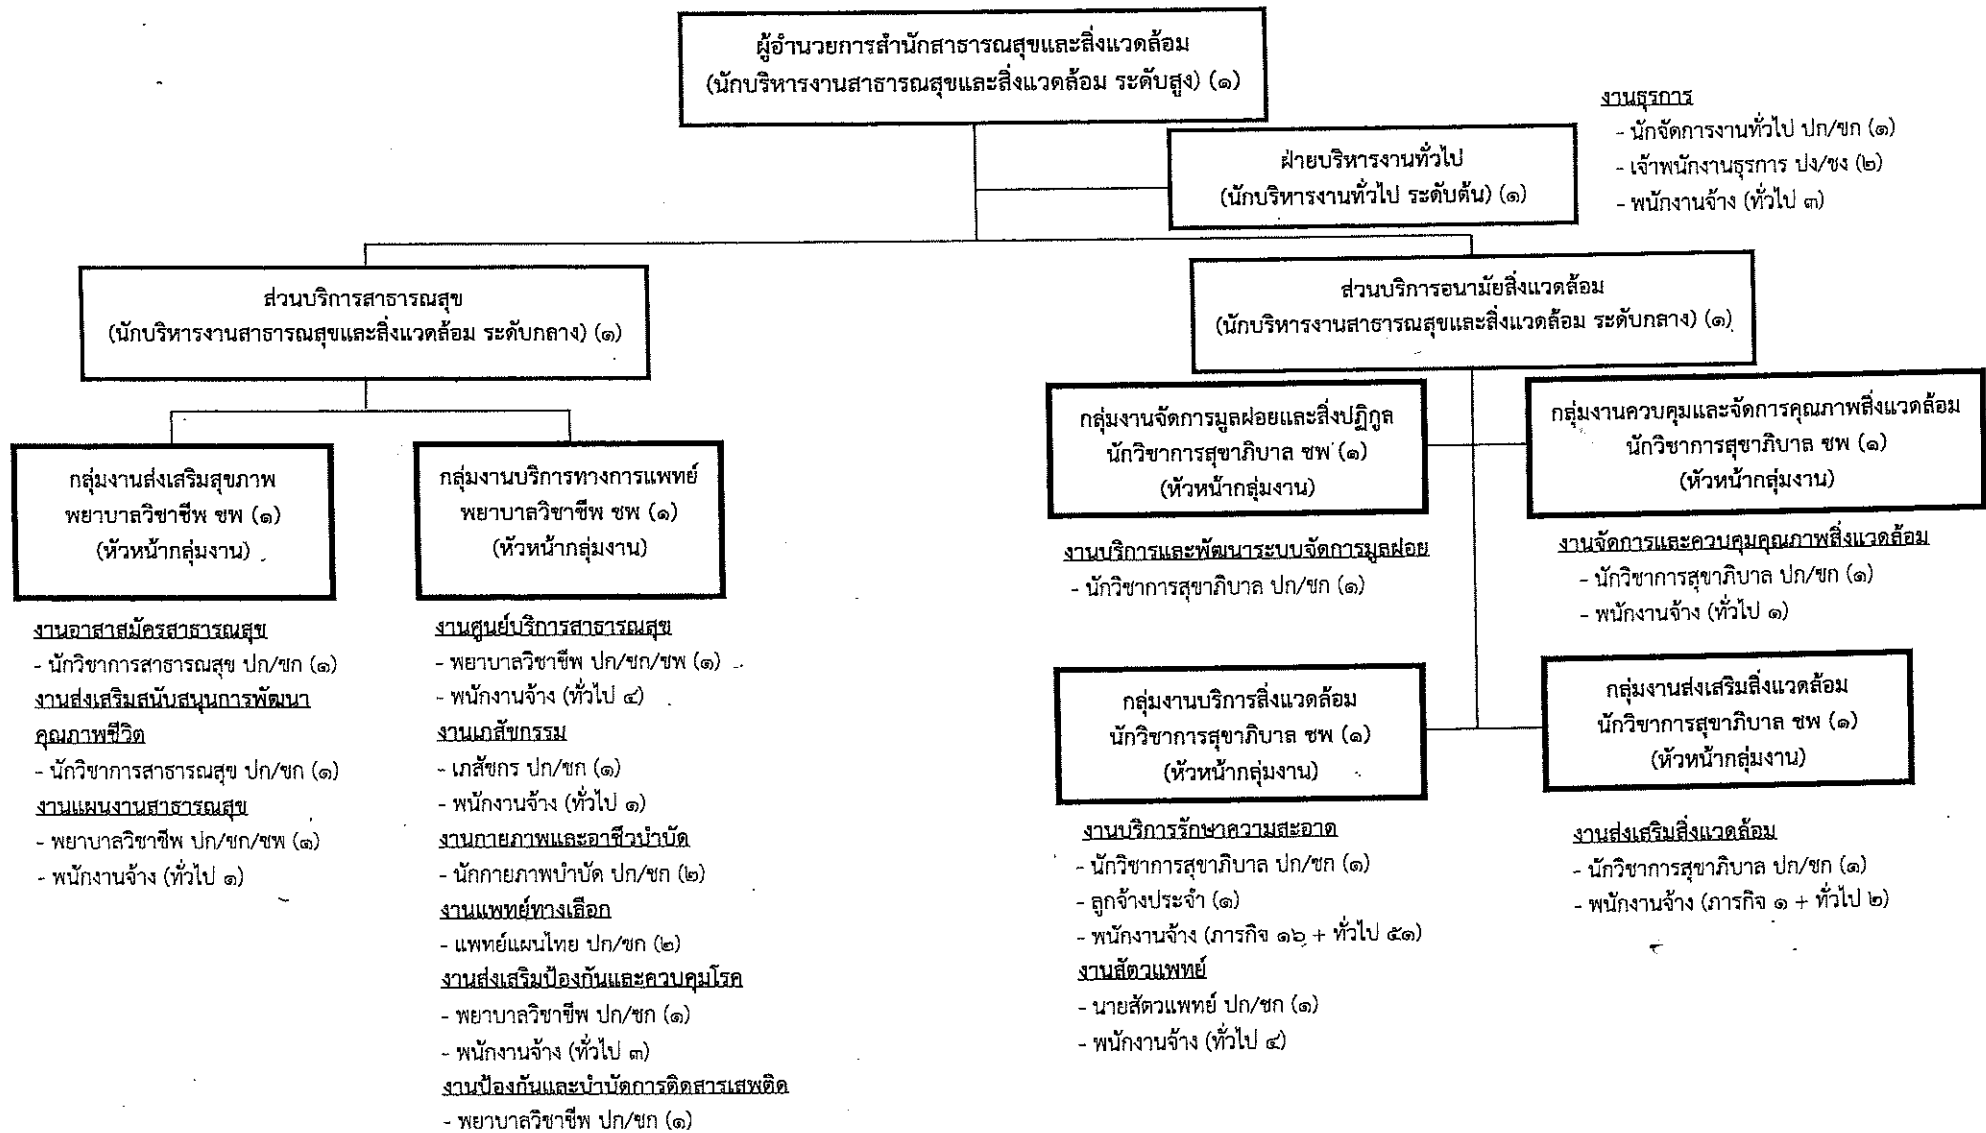 ผู้อำนวยการสำนักสาธารณสุขและสิ่งแวดล้อม
(นักบริหารงานสาธารณสุขและสิ่งแวดล้อม ระดับสูง) (๑)
ฝ่ายบริหารงานทั่วไป
(นักบริหารงานทั่วไป ระดับต้น) (๑)
งานธุรการ
- นักจัดการงานทั่วไป ปก/ชก (๑)
- เจ้าพนักงานธุรการ ปง/ชง (๒)
- พนักงานจ้าง (ทั่วไป ๓)
ส่วนบริการสาธารณสุข
(นักบริหารงานสาธารณสุขและสิ่งแวดล้อม ระดับกลาง) (๑)
กลุ่มงานส่งเสริมสุขภาพ
พยาบาลวิชาชีพ ชพ (๑)
(หัวหน้ากลุ่มงาน)
งานอาสาสมัครสาธารณสุข
- นักวิชาการสาธารณสุข ปก/ชก (๑)
งานส่งเสริมสนับสนุนการพัฒนา
คุณภาพชีวิต
- นักวิชาการสาธารณสุข ปก/ชก (๑)
งานแผนงานสาธารณสุข
- พยาบาลวิชาชีพ ปก/ชก/ชพ (๑)
- พนักงานจ้าง (ทั่วไป ๑)
กลุ่มงานบริการทางการแพทย์
พยาบาลวิชาชีพ ชพ (๑)
(หัวหน้ากลุ่มงาน)
งานศูนย์บริการสาธารณสุข
- พยาบาลวิชาชีพ ปก/ชก/ชพ (๑)
- พนักงานจ้าง (ทั่วไป ๔)
งานเภสัชกรรม
- เภสัชกร ปก/ชก (๑)
- พนักงานจ้าง (ทั่วไป ๑)
งานกายภาพและอาชีวบำบัด
- นักกายภาพบำบัด ปก/ชก (๒)
งานแพทย์ทางเลือก
- แพทย์แผนไทย ปก/ชก (๒)
งานส่งเสริมป้องกันและควบคุมโรค
- พยาบาลวิชาชีพ ปก/ชก (๑)
- พนักงานจ้าง (ทั่วไป ๓)
งานป้องกันและบำบัดการติดสารเสพติด
- พยาบาลวิชาชีพ ปก/ชก (๑)
ส่วนบริการอนามัยสิ่งแวดล้อม
(นักบริหารงานสาธารณสุขและสิ่งแวดล้อม ระดับกลาง) (๑)
กลุ่มงานจัดการมูลฝอยและสิ่งปฏิกูล
นักวิชาการสุขาภิบาล ชพ (๑)
(หัวหน้ากลุ่มงาน)
งานบริการและพัฒนาระบบจัดการมูลฝอย
- นักวิชาการสุขาภิบาล ปก/ชก (๑)
กลุ่มงานควบคุมและจัดการคุณภาพสิ่งแวดล้อม
นักวิชาการสุขาภิบาล ชพ (๑)
(หัวหน้ากลุ่มงาน)
งานจัดการและควบคุมคุณภาพสิ่งแวดล้อม
- นักวิชาการสุขาภิบาล ปก/ชก (๑)
- พนักงานจ้าง (ทั่วไป ๑)
กลุ่มงานบริการสิ่งแวดล้อม
นักวิชาการสุขาภิบาล ชพ (๑)
(หัวหน้ากลุ่มงาน)
งานบริการรักษาความสะอาด
- นักวิชาการสุขาภิบาล ปก/ชก (๑)
- ลูกจ้างประจำ (๑)
- พนักงานจ้าง (ภารกิจ ๑๖ + ทั่วไป ๕๑)
งานสัตวแพทย์
- นายสัตวแพทย์ ปก/ชก (๑)
- พนักงานจ้าง (ทั่วไป ๔)
กลุ่มงานส่งเสริมสิ่งแวดล้อม
นักวิชาการสุขาภิบาล ชพ (๑)
(หัวหน้ากลุ่มงาน)
งานส่งเสริมสิ่งแวดล้อม
- นักวิชาการสุขาภิบาล ปก/ชก (๑)
- พนักงานจ้าง (ภารกิจ ๑ + ทั่วไป ๒)